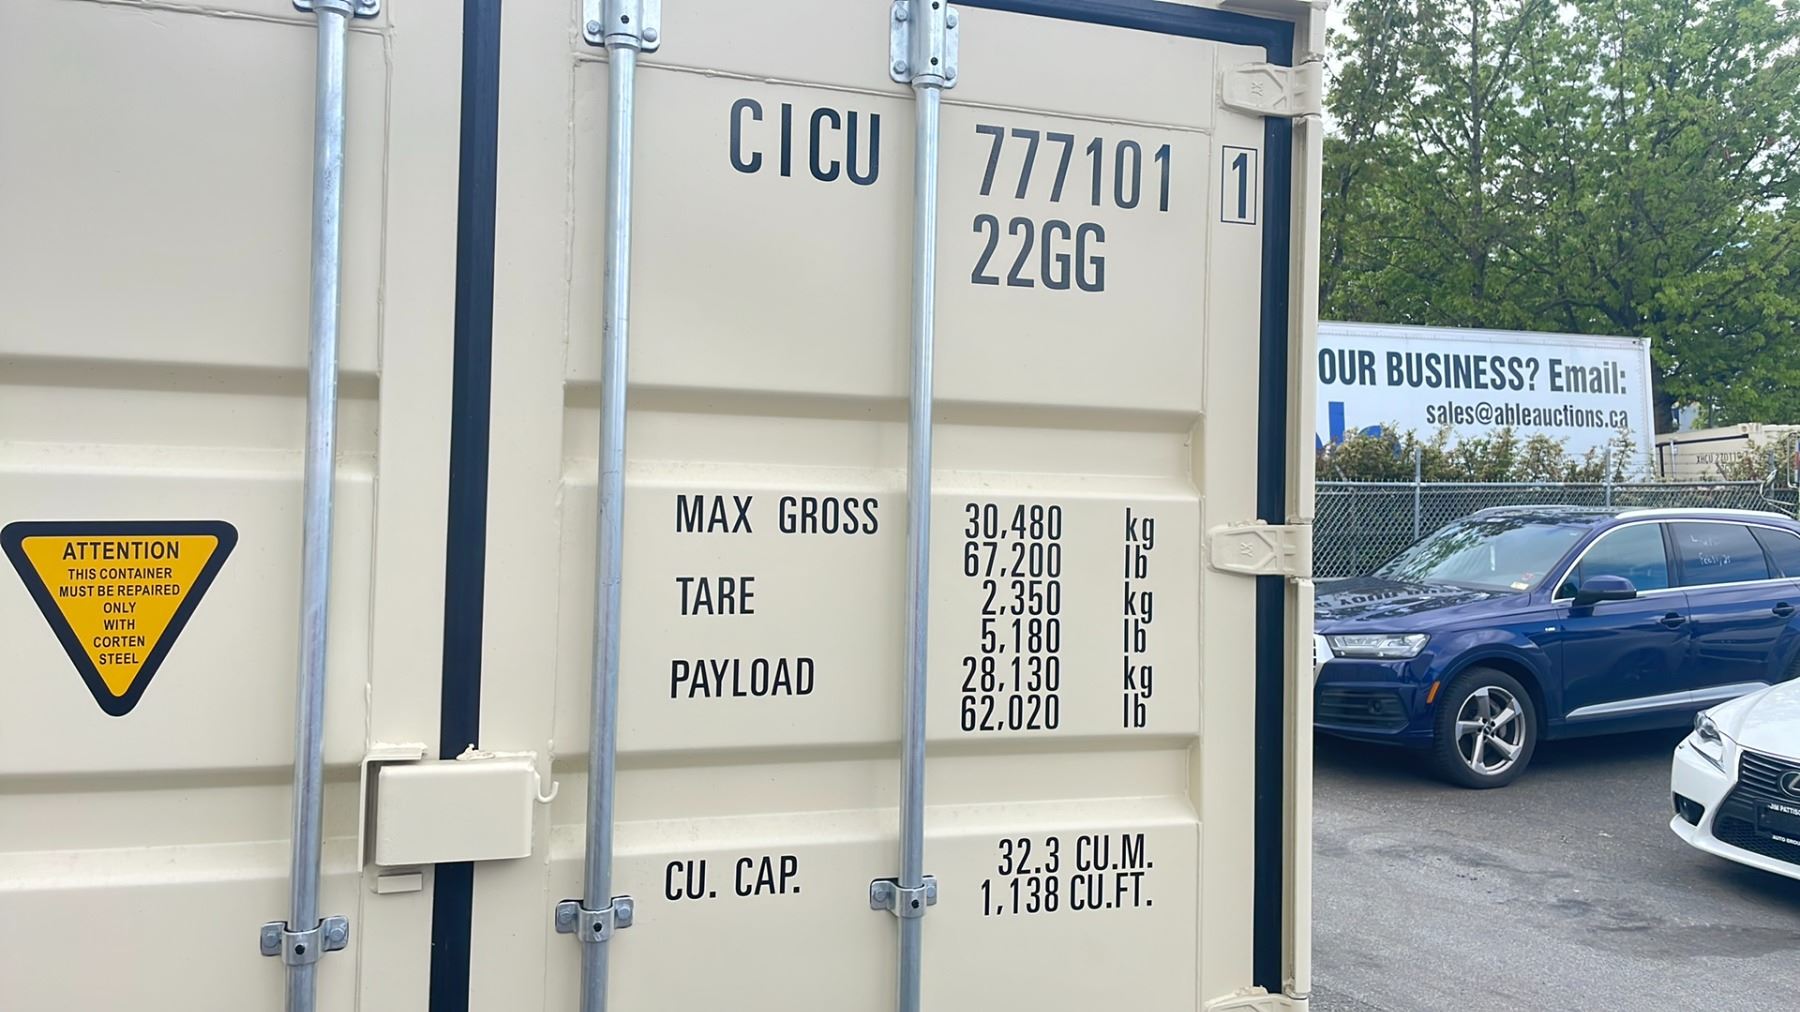 CICU 777101 1
22GG
MAX GROSS 30,480 kg
67,200 lb
TARE 2,350 kg
5,180 lb
PAYLOAD 28,130 kg
62,020 lb
CU. CAP. 32.3 CU.M.
1,138 CU.FT.
ATTENTION
THIS CONTAINER
MUST BE REPAIRED
ONLY
WITH
CORTEN
STEEL
OUR BUSINESS? Email:
sales@ableauctions.ca
XY
XY